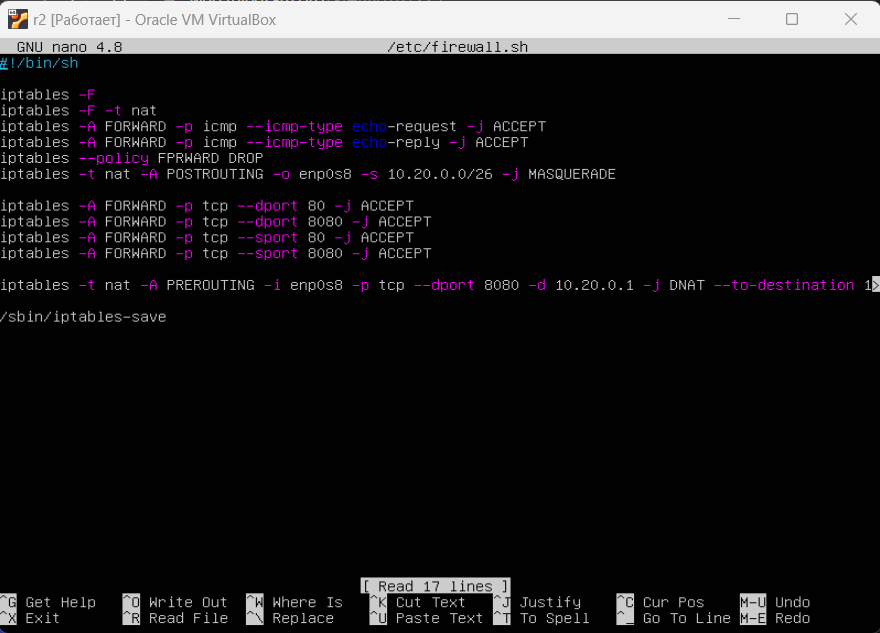 r2 [Работает] - Oracle VM VirtualBox
GNU nano 4.8 /etc/firewall.sh
#!/bin/sh
iptables -F
iptables -F -t nat
iptables -A FORWARD -p icmp --icmp-type echo-request -j ACCEPT
iptables -A FORWARD -p icmp --icmp-type echo-reply -j ACCEPT
iptables --policy FPRWARD DROP
iptables -t nat -A POSTROUTING -o enp0s8 -s 10.20.0.0/26 -j MASQUERADE
iptables -A FORWARD -p tcp --dport 80 -j ACCEPT
iptables -A FORWARD -p tcp --dport 8080 -j ACCEPT
iptables -A FORWARD -p tcp --sport 80 -j ACCEPT
iptables -A FORWARD -p tcp --sport 8080 -j ACCEPT
iptables -t nat -A PREROUTING -i enp0s8 -p tcp --dport 8080 -d 10.20.0.1 -j DNAT --to-destination 1>
/sbin/iptables-save
[ Read 17 lines ]
^G Get Help ^O Write Out ^W Where Is ^K Cut Text ^J Justify ^C Cur Pos M-U Undo
^X Exit ^R Read File ^\ Replace ^U Paste Text ^T To Spell ^_ Go To Line M-E Redo